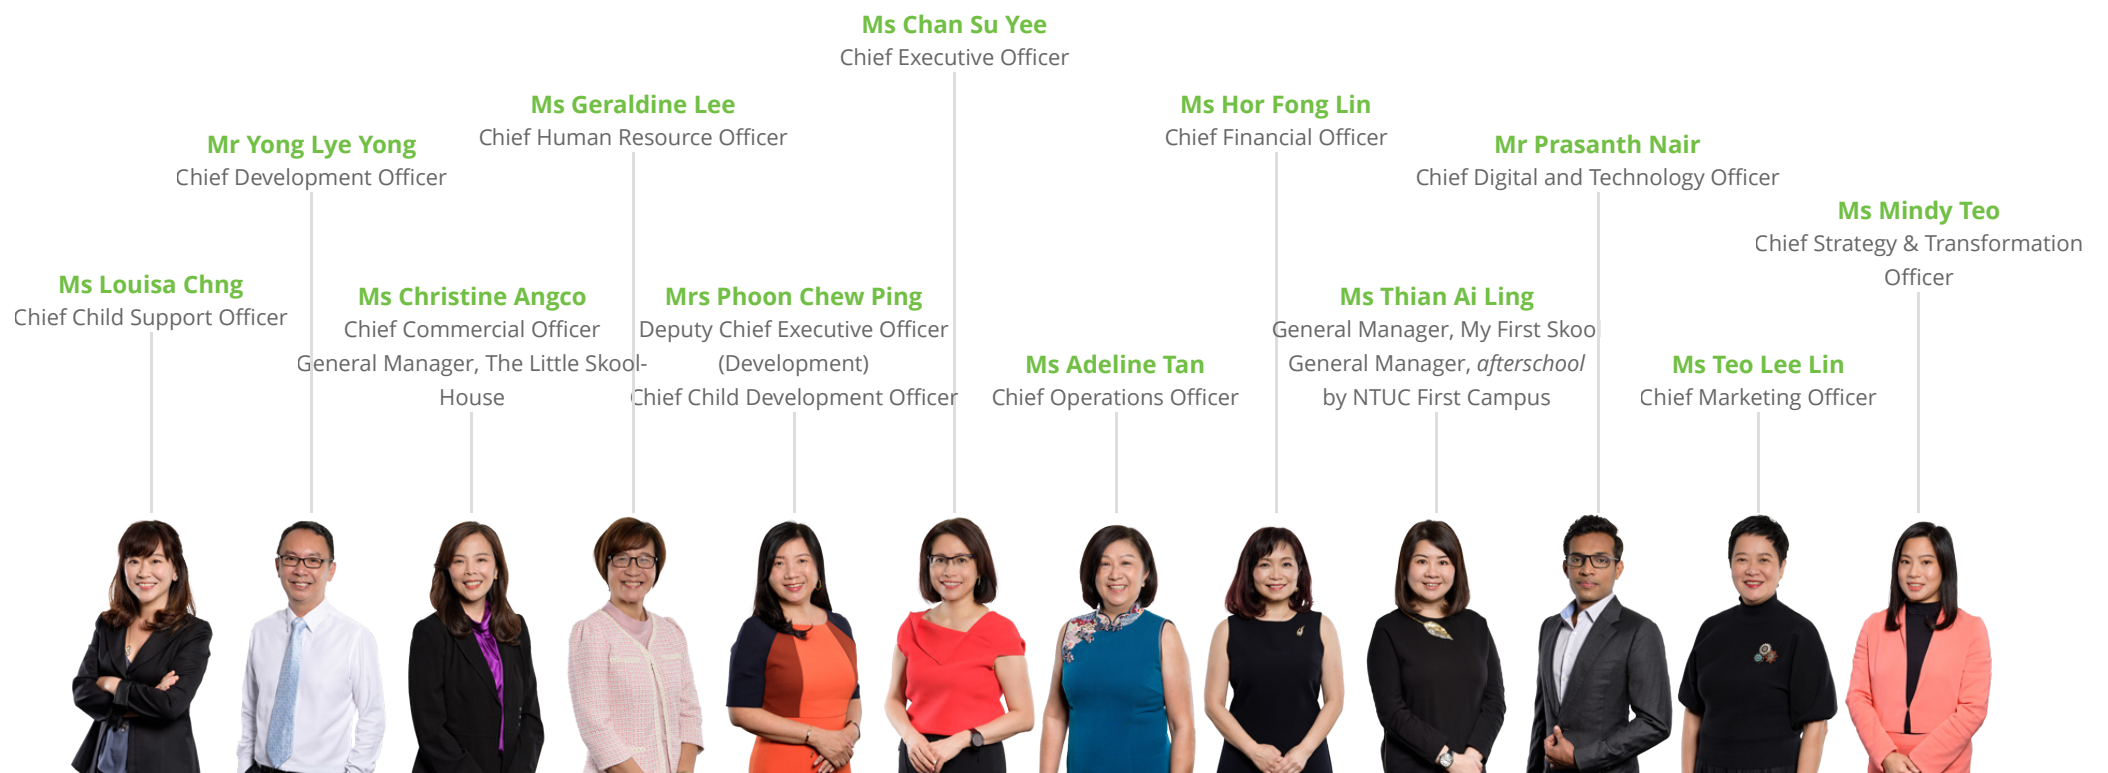 Ms Chan Su Yee
Chief Executive Officer
Ms Geraldine Lee
Chief Human Resource Officer
Ms Hor Fong Lin
Chief Financial Officer
Mr Yong Lye Yong
Chief Development Officer
Mr Prasanth Nair
Chief Digital and Technology Officer
Ms Mindy Teo
Chief Strategy & Transformation
Officer
Ms Louisa Chng
Chief Child Support Officer
Ms Christine Angco
Chief Commercial Officer
General Manager, The Little Skool-
House
Mrs Phoon Chew Ping
Deputy Chief Executive Officer
(Development)
Chief Child Development Officer
Ms Adeline Tan
Chief Operations Officer
Ms Thian Ai Ling
General Manager, My First Skool
General Manager, afterschool
by NTUC First Campus
Ms Teo Lee Lin
Chief Marketing Officer